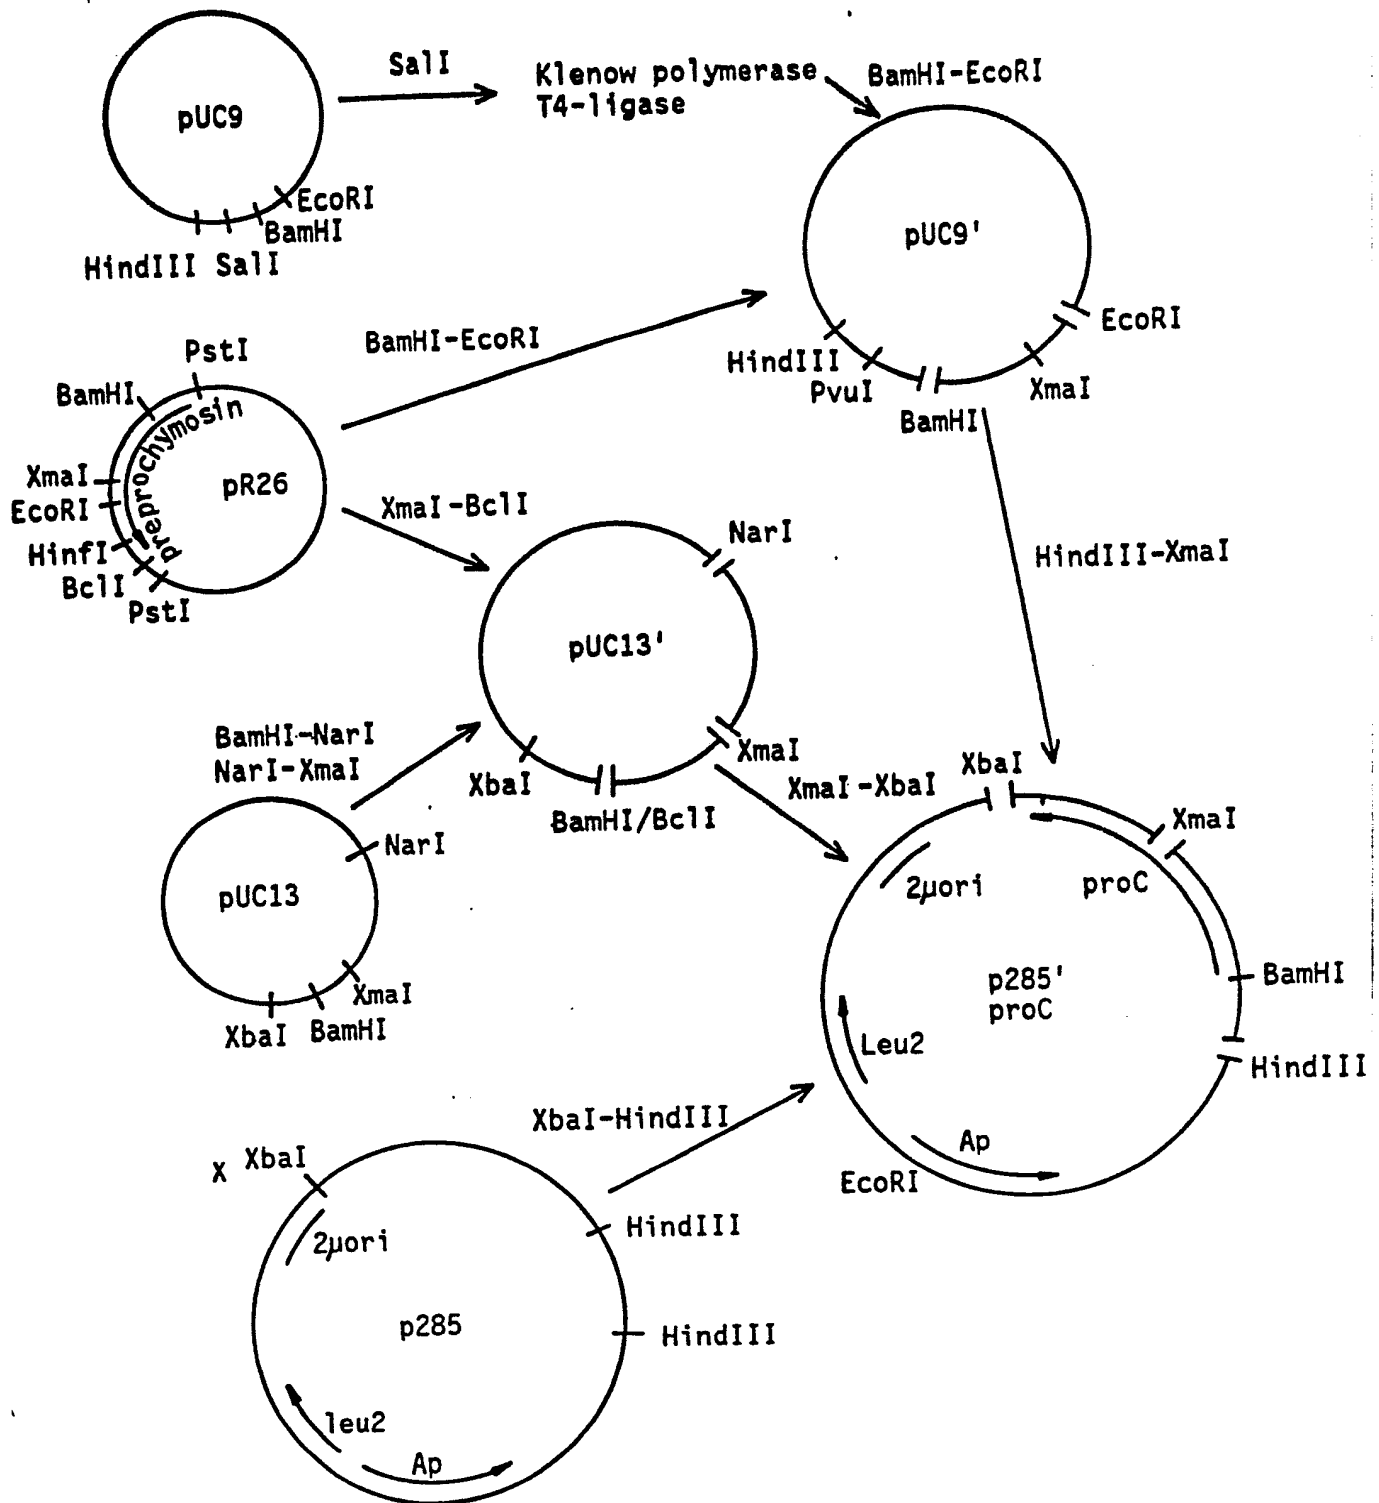 pUC9
SalI
Klenow polymerase
T4-ligase
BamHI-EcoRI
EcoRI
BamHI
HindIII SalI
pUC9'
EcoRI
HindIII
PvuI
XmaI
BamHI
BamHI-EcoRI
PstI
BamHI
preprochymosin
XmaI
EcoRI
pR26
HinfI
BclI
PstI
XmaI-BclI
HindIII-XmaI
NarI
pUC13'
XmaI
XbaI
BamHI/BclI
BamHI-NarI
NarI-XmaI
NarI
pUC13
XmaI
XbaI BamHI
XmaI-XbaI
XbaI
XmaI
2µori
proC
BamHI
p285'
proC
Leu2
HindIII
Ap
EcoRI
XbaI-HindIII
X XbaI
2µori
HindIII
p285
HindIII
leu2
Ap